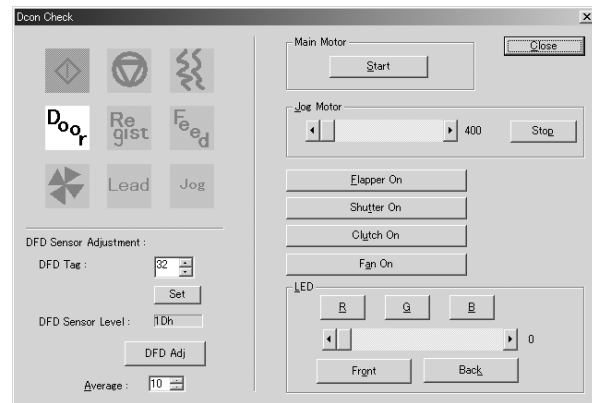 Dcon Check
Door
Regist
Feed
Lead
Jog
DFD Sensor Adjustment :
DFD Tag :
32
Set
DFD Sensor Level :
1Dh
DFD Adj
Average :
10
Main Motor
Start
Close
Jog Motor
400
Stop
Flapper On
Shutter On
Clutch On
Fan On
LED
R
G
B
0
Front
Back